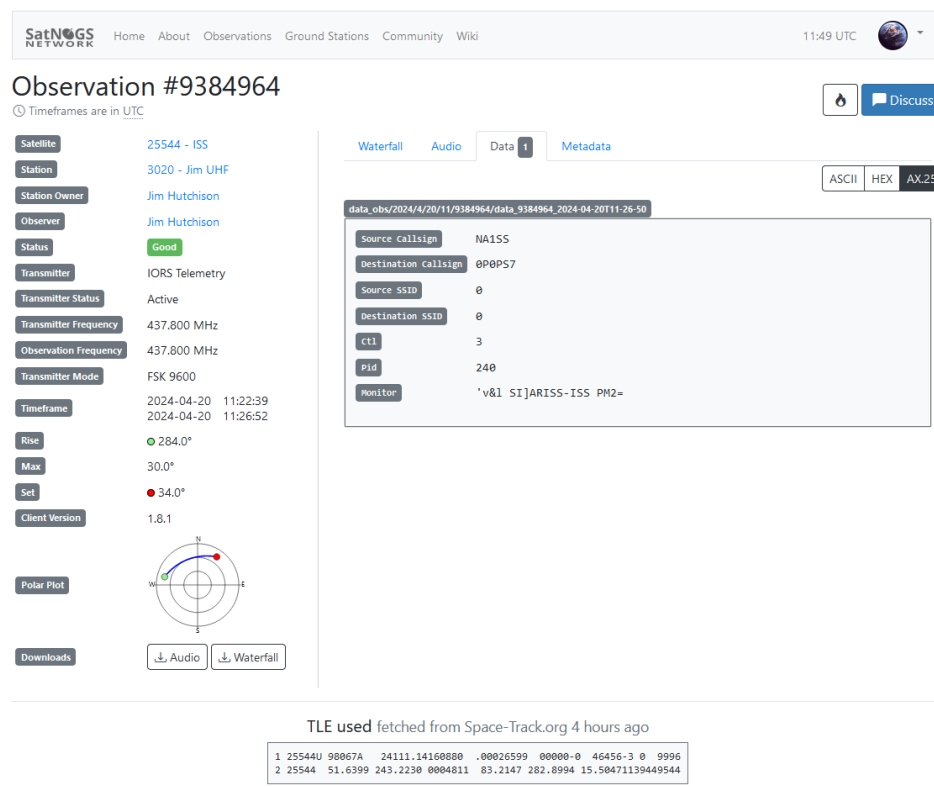 SatNOGS
NETWORK
Home About Observations Ground Stations Community Wiki
11:49 UTC
Observation #9384964
Timeframes are in UTC
Discuss
Satellite 25544 - ISS
Station 3020 - Jim UHF
Station Owner Jim Hutchison
Observer Jim Hutchison
Status Good
Transmitter IORS Telemetry
Transmitter Status Active
Transmitter Frequency 437.800 MHz
Observation Frequency 437.800 MHz
Transmitter Mode FSK 9600
Timeframe 2024-04-20 11:22:39
2024-04-20 11:26:52
Rise 284.0°
Max 30.0°
Set 34.0°
Client Version 1.8.1
Polar Plot
N
W E
S
Downloads Audio Waterfall
Waterfall Audio Data 1 Metadata
ASCII HEX AX.25
data_obs/2024/4/20/11/9384964/data_9384964_2024-04-20T11-26-50
Source Callsign NA1SS
Destination Callsign 0P0PS7
Source SSID 0
Destination SSID 0
Ctl 3
Pid 240
Monitor 'v&l SI]ARISS-ISS PM2=
TLE used fetched from Space-Track.org 4 hours ago
1 25544U 98067A 24111.14160880 .00026599 00000-0 46456-3 0 9996
2 25544 51.6399 243.2230 0004811 83.2147 282.8994 15.50471139449544